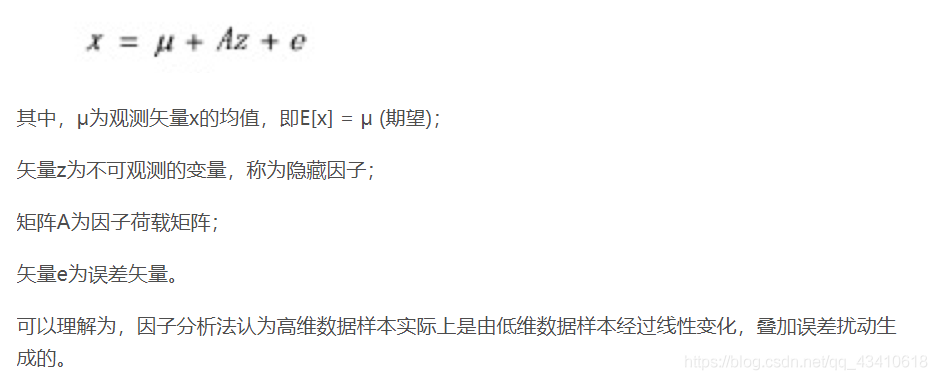 x = μ + Az + e
其中，μ为观测矢量x的均值，即E[x] = μ (期望)；
矢量z为不可观测的变量，称为隐藏因子；
矩阵A为因子荷载矩阵；
矢量e为误差矢量。
可以理解为，因子分析法认为高维数据样本实际上是由低维数据样本经过线性变化，叠加误差扰动生
成的。
https://blog.csdn.net/qq_43410618